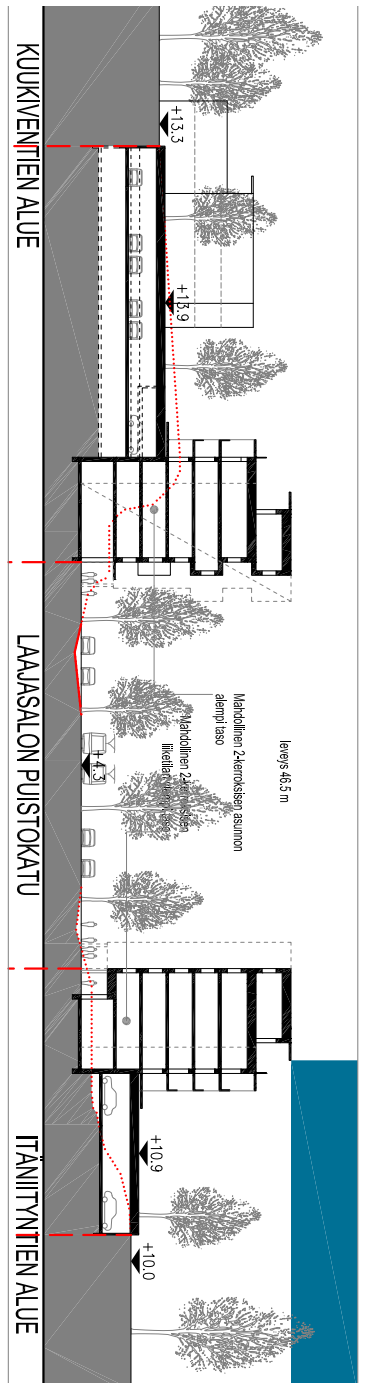 leveys 46.5 m
Mahdollinen 2-kerroksisen asunnon
alempi taso
Mahdollinen 2-kerroksisen
liiketilan
+13.3
+13.9
+4.3
+10.9
+10.0
KUUKIVENTIEN ALUE
LAAJASALON PUISTOKATU
ITÄNIITYNTIEN ALUE